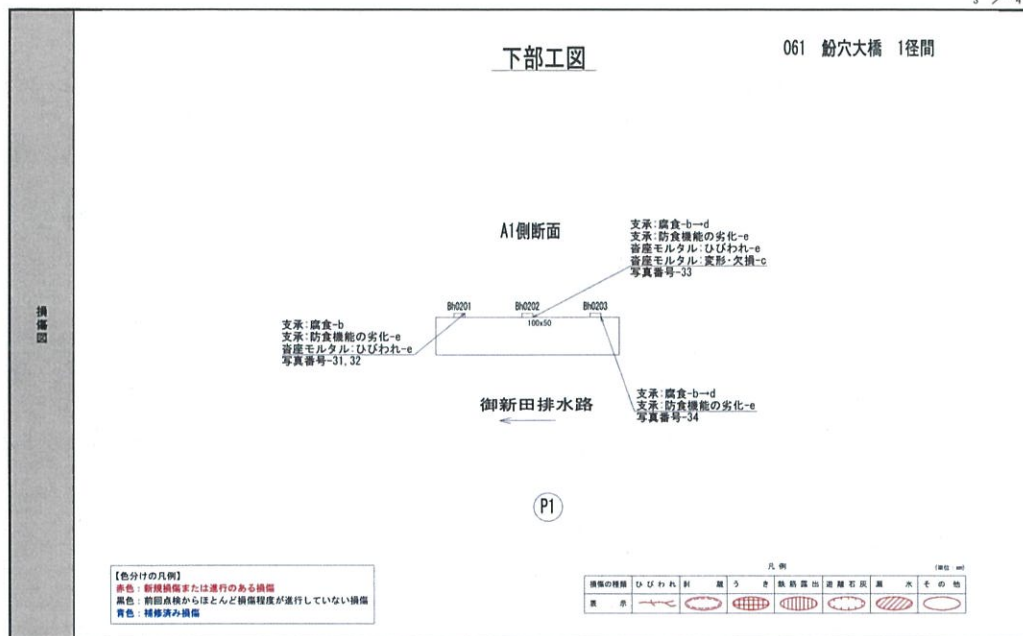 下部工図
061 鮗穴大橋 1径間
損傷図
A1側断面
支承:腐食-b→d
支承:防食機能の劣化-e
沓座モルタル:ひびわれ-e
沓座モルタル:変形・欠損-c
写真番号-33
Bh0201
Bh0202
Bh0203
100x50
支承:腐食-b
支承:防食機能の劣化-e
沓座モルタル:ひびわれ-e
写真番号-31,32
支承:腐食-b→d
支承:防食機能の劣化-e
写真番号-34
御新田排水路
P1
【色分けの凡例】
赤色:新規損傷または進行のある損傷
黒色:前回点検からほとんど損傷程度が進行していない損傷
青色:補修済み損傷
凡例
(単位:㎜)
損傷の種類 ひびわれ 剥離 うき 鉄筋露出 遊離石灰 漏水 その他
表示